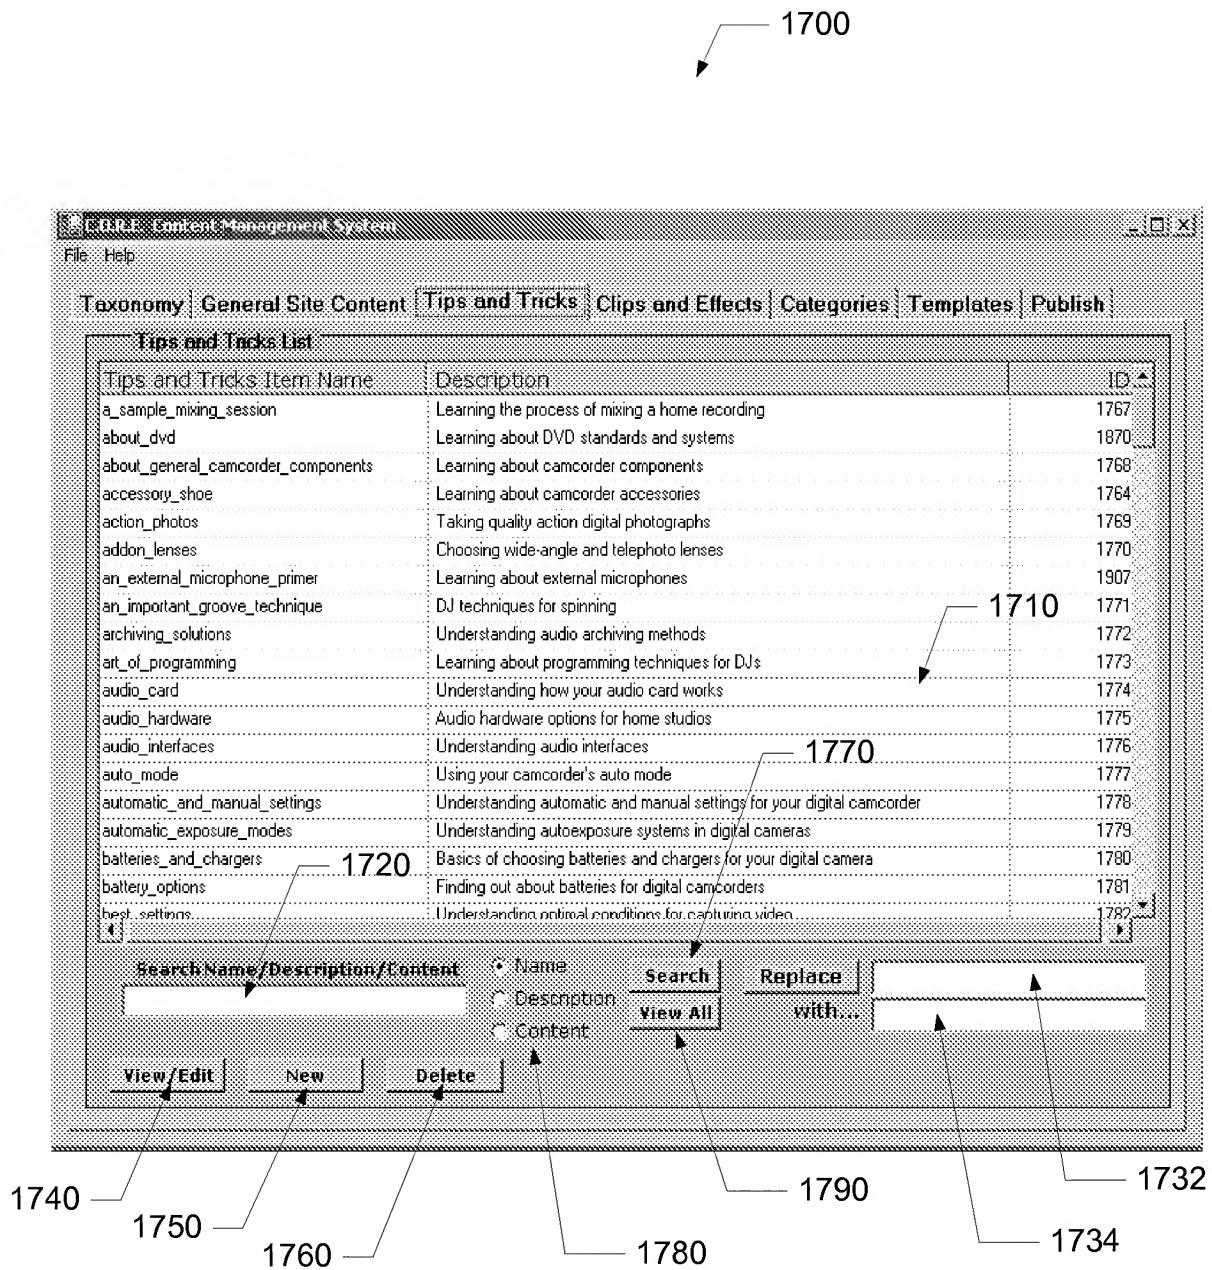 1700
C.O.R.E. Content Management System
File Help
Taxonomy General Site Content Tips and Tricks Clips and Effects Categories Templates Publish
Tips and Tricks List
Tips and Tricks Item Name Description ID
a_sample_mixing_session Learning the process of mixing a home recording 1767
about_dvd Learning about DVD standards and systems 1870
about_general_camcorder_components Learning about camcorder components 1768
accessory_shoe Learning about camcorder accessories 1764
action_photos Taking quality action digital photographs 1769
addon_lenses Choosing wide-angle and telephoto lenses 1770
an_external_microphone_primer Learning about external microphones 1907
an_important_groove_technique DJ techniques for spinning 1771
1710
archiving_solutions Understanding audio archiving methods 1772
art_of_programming Learning about programming techniques for DJs 1773
audio_card Understanding how your audio card works 1774
audio_hardware Audio hardware options for home studios 1775
audio_interfaces Understanding audio interfaces 1776
1770
auto_mode Using your camcorder's auto mode 1777
automatic_and_manual_settings Understanding automatic and manual settings for your digital camcorder 1778
automatic_exposure_modes Understanding autoexposure systems in digital cameras 1779
batteries_and_chargers Basics of choosing batteries and chargers for your digital camera 1780
1720
battery_options Finding out about batteries for digital camcorders 1781
best_settings Understanding optimal conditions for capturing video 1782
Search Name/Description/Content Name Search Replace
Description View All with...
Content
View/Edit New Delete
1740 1750 1760 1780 1790 1734 1732